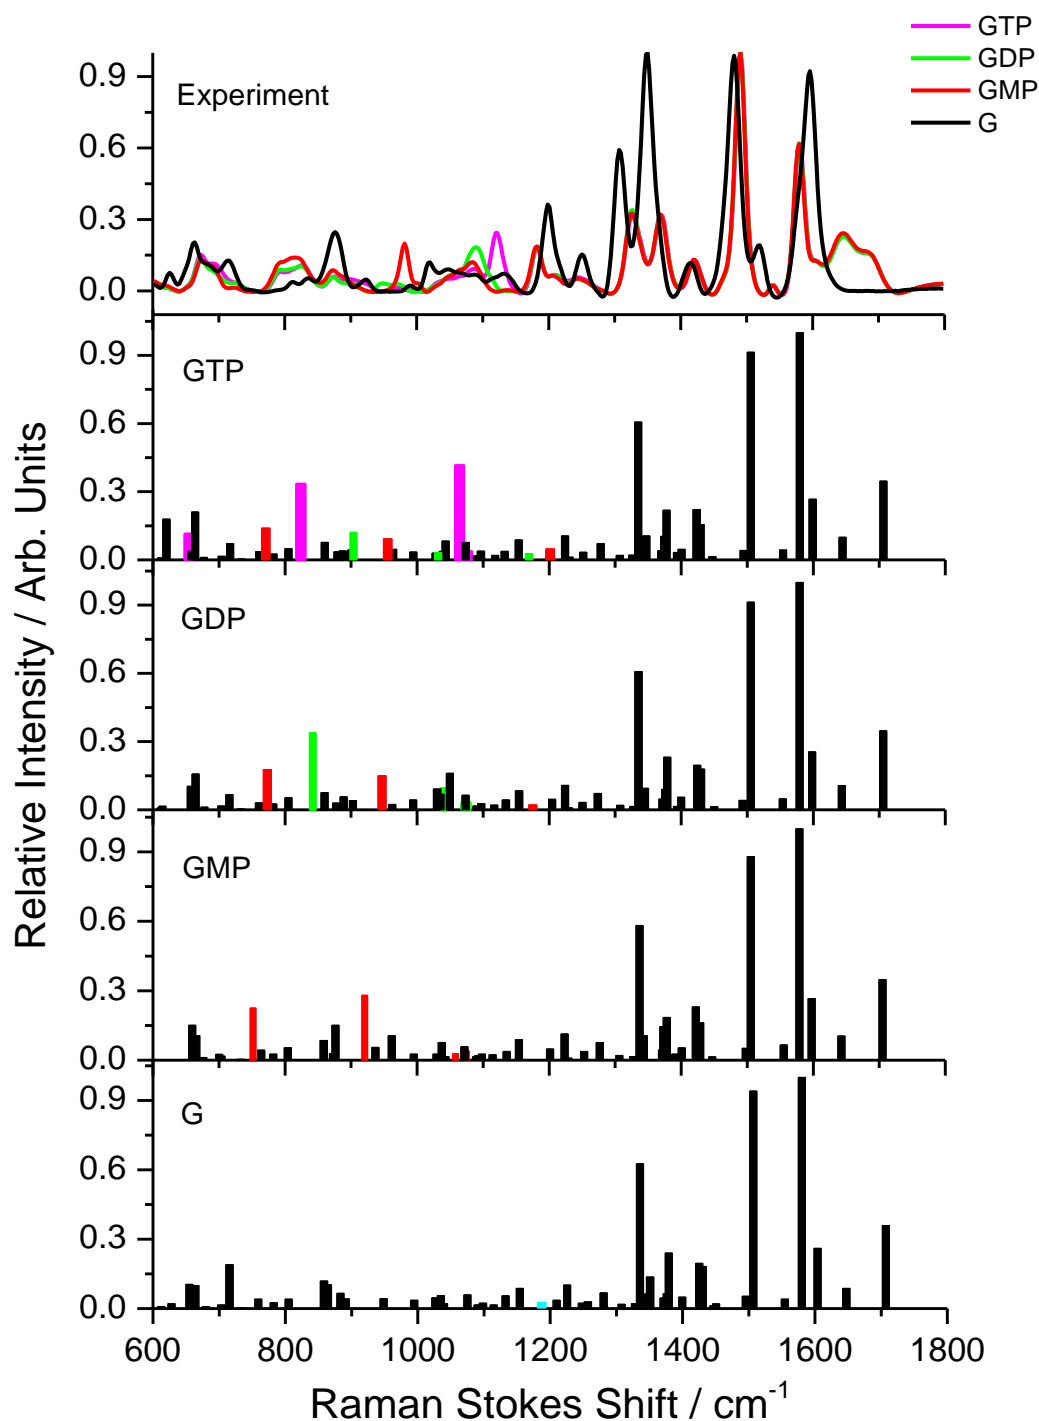 GTP
GDP
GMP
G
Experiment
0.9
0.6
0.3
0.0
GTP
0.9
0.6
0.3
0.0
GDP
0.9
0.6
0.3
0.0
GMP
0.9
0.6
0.3
0.0
G
0.9
0.6
0.3
0.0
600 800 1000 1200 1400 1600 1800
Relative Intensity / Arb. Units
Raman Stokes Shift / cm⁻¹